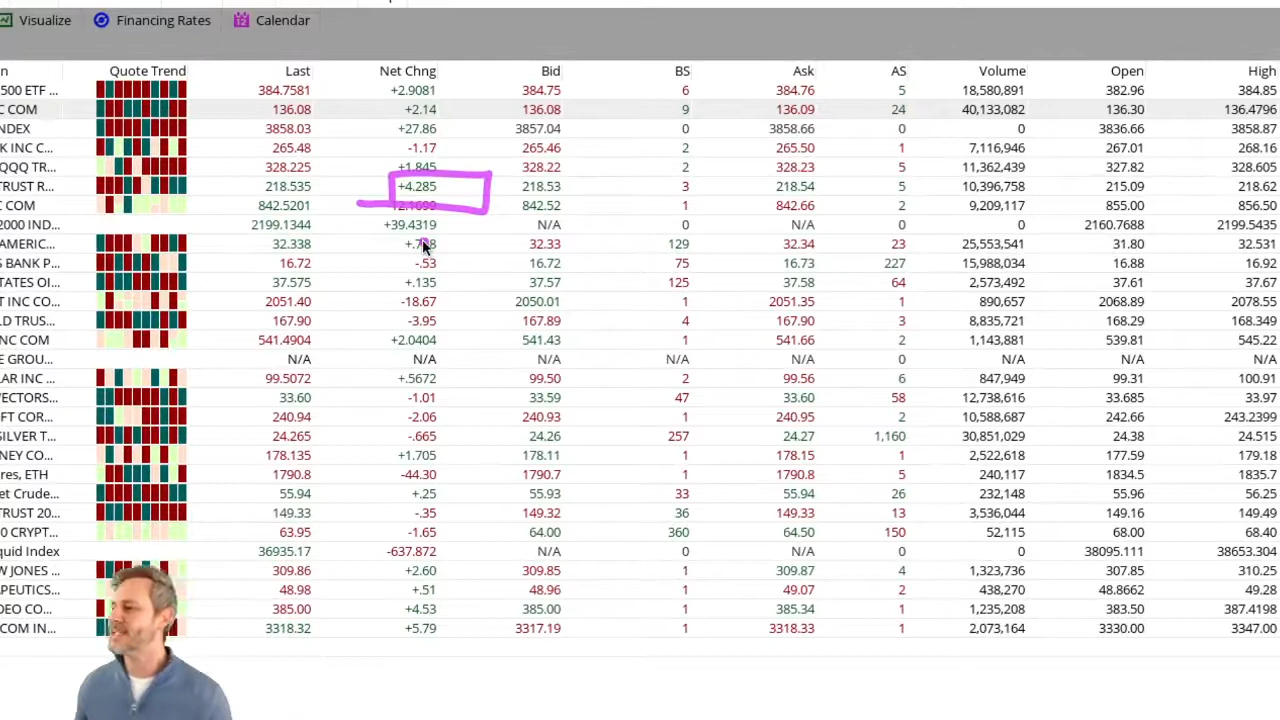 Visualize Financing Rates Calendar
n Quote Trend Last Net Chng Bid BS Ask AS Volume Open High
500 ETF ... 384.7581 +2.9081 384.75 6 384.76 5 18,580,891 382.96 384.85
C COM 136.08 +2.14 136.08 9 136.09 24 40,133,082 136.30 136.4796
NDEX 3858.03 +27.86 3857.04 0 3858.66 0 0 3836.66 3858.87
K INC C... 265.48 -1.17 265.46 2 265.50 1 7,116,946 267.01 268.16
QQQ TR... 328.225 +1.845 328.22 2 328.23 5 11,362,439 327.82 328.605
TRUST R... 218.535 +4.285 218.53 3 218.54 5 10,396,758 215.09 218.62
C COM 842.5201 842.52 1 842.66 2 9,209,117 855.00 856.50
2000 IND... 2199.1344 +39.4319 N/A 0 N/A 0 0 2160.7688 2199.5435
AMERIC... 32.338 32.33 129 32.34 23 25,553,541 31.80 32.531
S BANK P... 16.72 -.53 16.72 75 16.73 227 15,988,034 16.88 16.92
TATES OI... 37.575 +.135 37.57 125 37.58 64 2,573,492 37.61 37.67
T INC CO... 2051.40 -18.67 2050.01 1 2051.35 1 890,657 2068.89 2078.55
LD TRUS... 167.90 -3.95 167.89 4 167.90 3 8,835,721 168.29 168.349
NC COM 541.4904 +2.0404 541.43 1 541.66 2 1,143,881 539.81 545.22
E GROU... N/A N/A N/A N/A N/A 0 N/A N/A N/A
LAR INC ... 99.5072 +.5672 99.50 2 99.56 6 847,949 99.31 100.91
VECTORS... 33.60 -1.01 33.59 47 33.60 58 12,738,616 33.685 33.97
OFT COR... 240.94 -2.06 240.93 1 240.95 2 10,588,687 242.66 243.2399
SILVER T... 24.265 -.665 24.26 257 24.27 1,160 30,851,029 24.38 24.515
NEY CO... 178.135 +1.705 178.11 1 178.15 1 2,522,618 177.59 179.18
res, ETH 1790.8 -44.30 1790.7 1 1790.8 5 240,117 1834.5 1835.7
et Crude... 55.94 +.25 55.93 33 55.94 26 232,148 55.96 56.25
TRUST 20... 149.33 -.35 149.32 36 149.33 13 3,536,044 149.16 149.49
0 CRYPT... 63.95 -1.65 64.00 360 64.50 150 52,115 68.00 68.40
quid Index 36935.17 -637.872 N/A 0 N/A 0 0 38095.111 38653.304
W JONES ... 309.86 +2.60 309.85 1 309.87 4 1,323,736 307.85 310.25
APEUTICS... 48.98 +.51 48.96 1 49.07 2 438,270 48.8662 49.28
DEO CO... 385.00 +4.53 385.00 1 385.34 1 1,235,208 383.50 387.4198
COM IN... 3318.32 +5.79 3317.19 1 3318.33 1 2,073,164 3330.00 3347.00